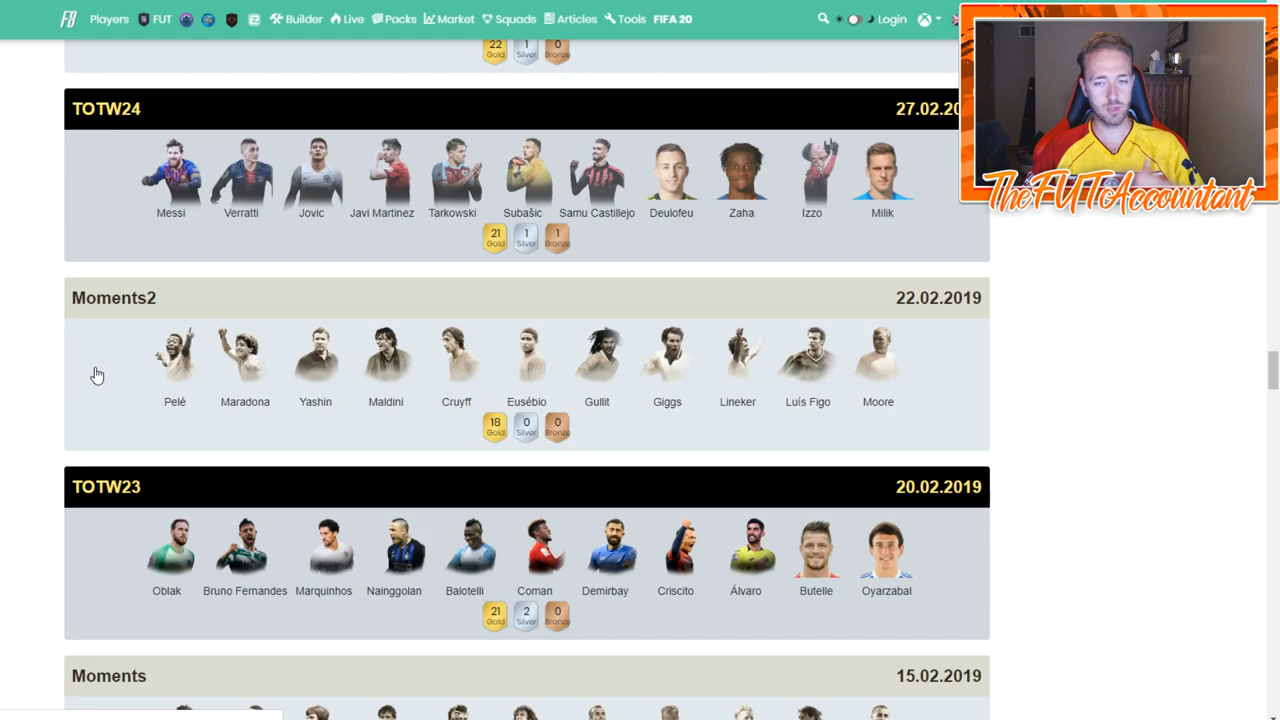 FB Players FUT Builder Live Packs Market Squads Articles Tools FIFA 20 Login
22 Gold 1 Silver 0 Bronze
TheFUTAccountant
TOTW24 27.02.20
Messi Verratti Jovic Javi Martinez Tarkowski Subašic Samu Castillejo Deulofeu Zaha Izzo Milik
21 Gold 1 Silver 1 Bronze
Moments2 22.02.2019
Pelé Maradona Yashin Maldini Cruyff Eusébio Gullit Giggs Lineker Luís Figo Moore
18 Gold 0 Silver 0 Bronze
TOTW23 20.02.2019
Oblak Bruno Fernandes Marquinhos Nainggolan Balotelli Coman Demirbay Criscito Álvaro Butelle Oyarzabal
21 Gold 2 Silver 0 Bronze
Moments 15.02.2019